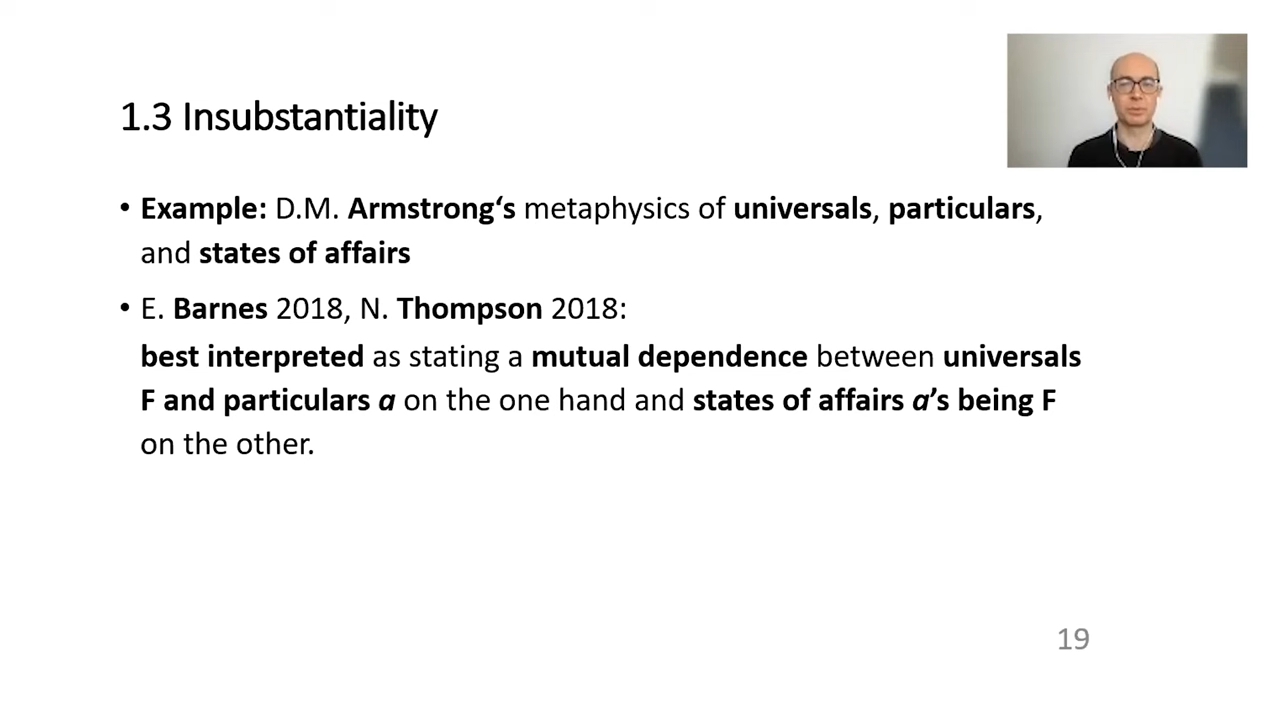 1.3 Insubstantiality
• Example: D.M. Armstrong‘s metaphysics of universals, particulars,
and states of affairs
• E. Barnes 2018, N. Thompson 2018:
best interpreted as stating a mutual dependence between universals
F and particulars a on the one hand and states of affairs a’s being F
on the other.
19